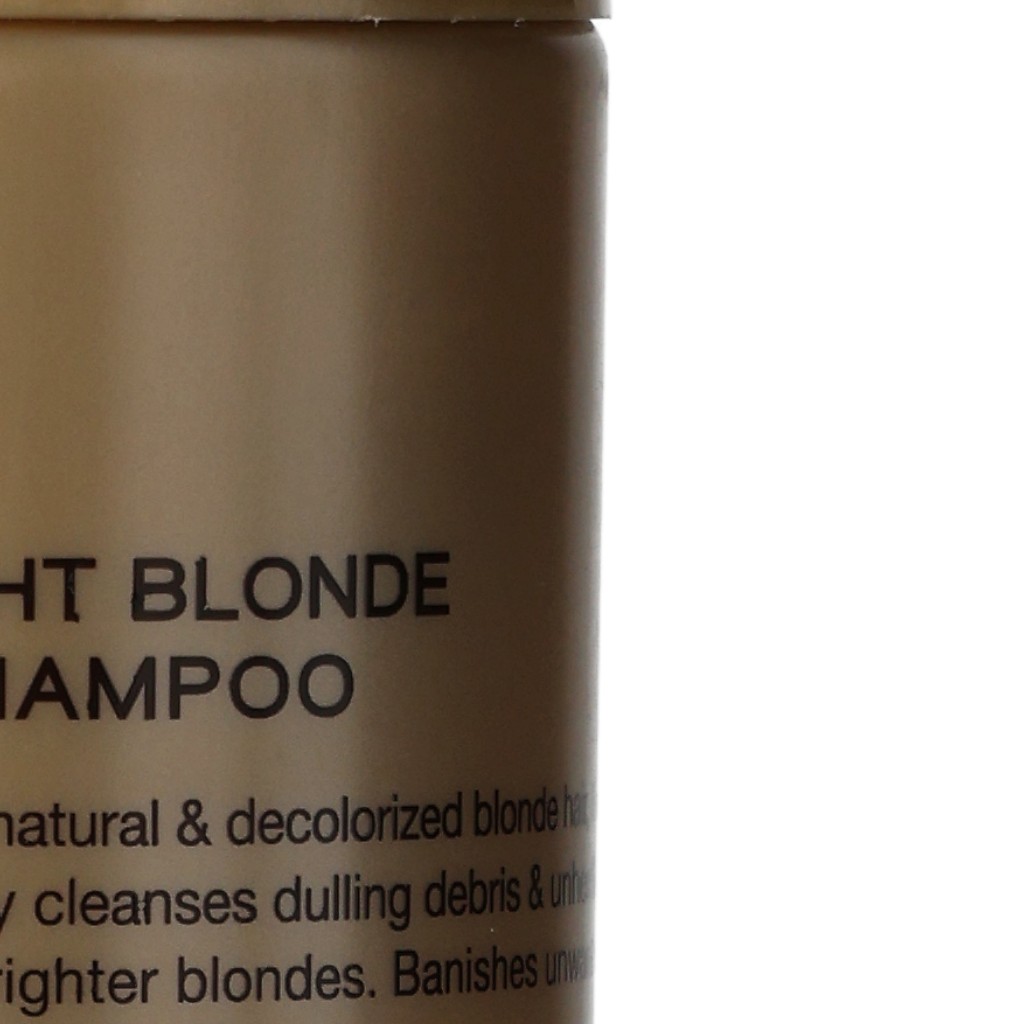 HT BLONDE
HAMPOO
natural & decolorized blonde
y cleanses dulling debris &
righter blondes. Banishes